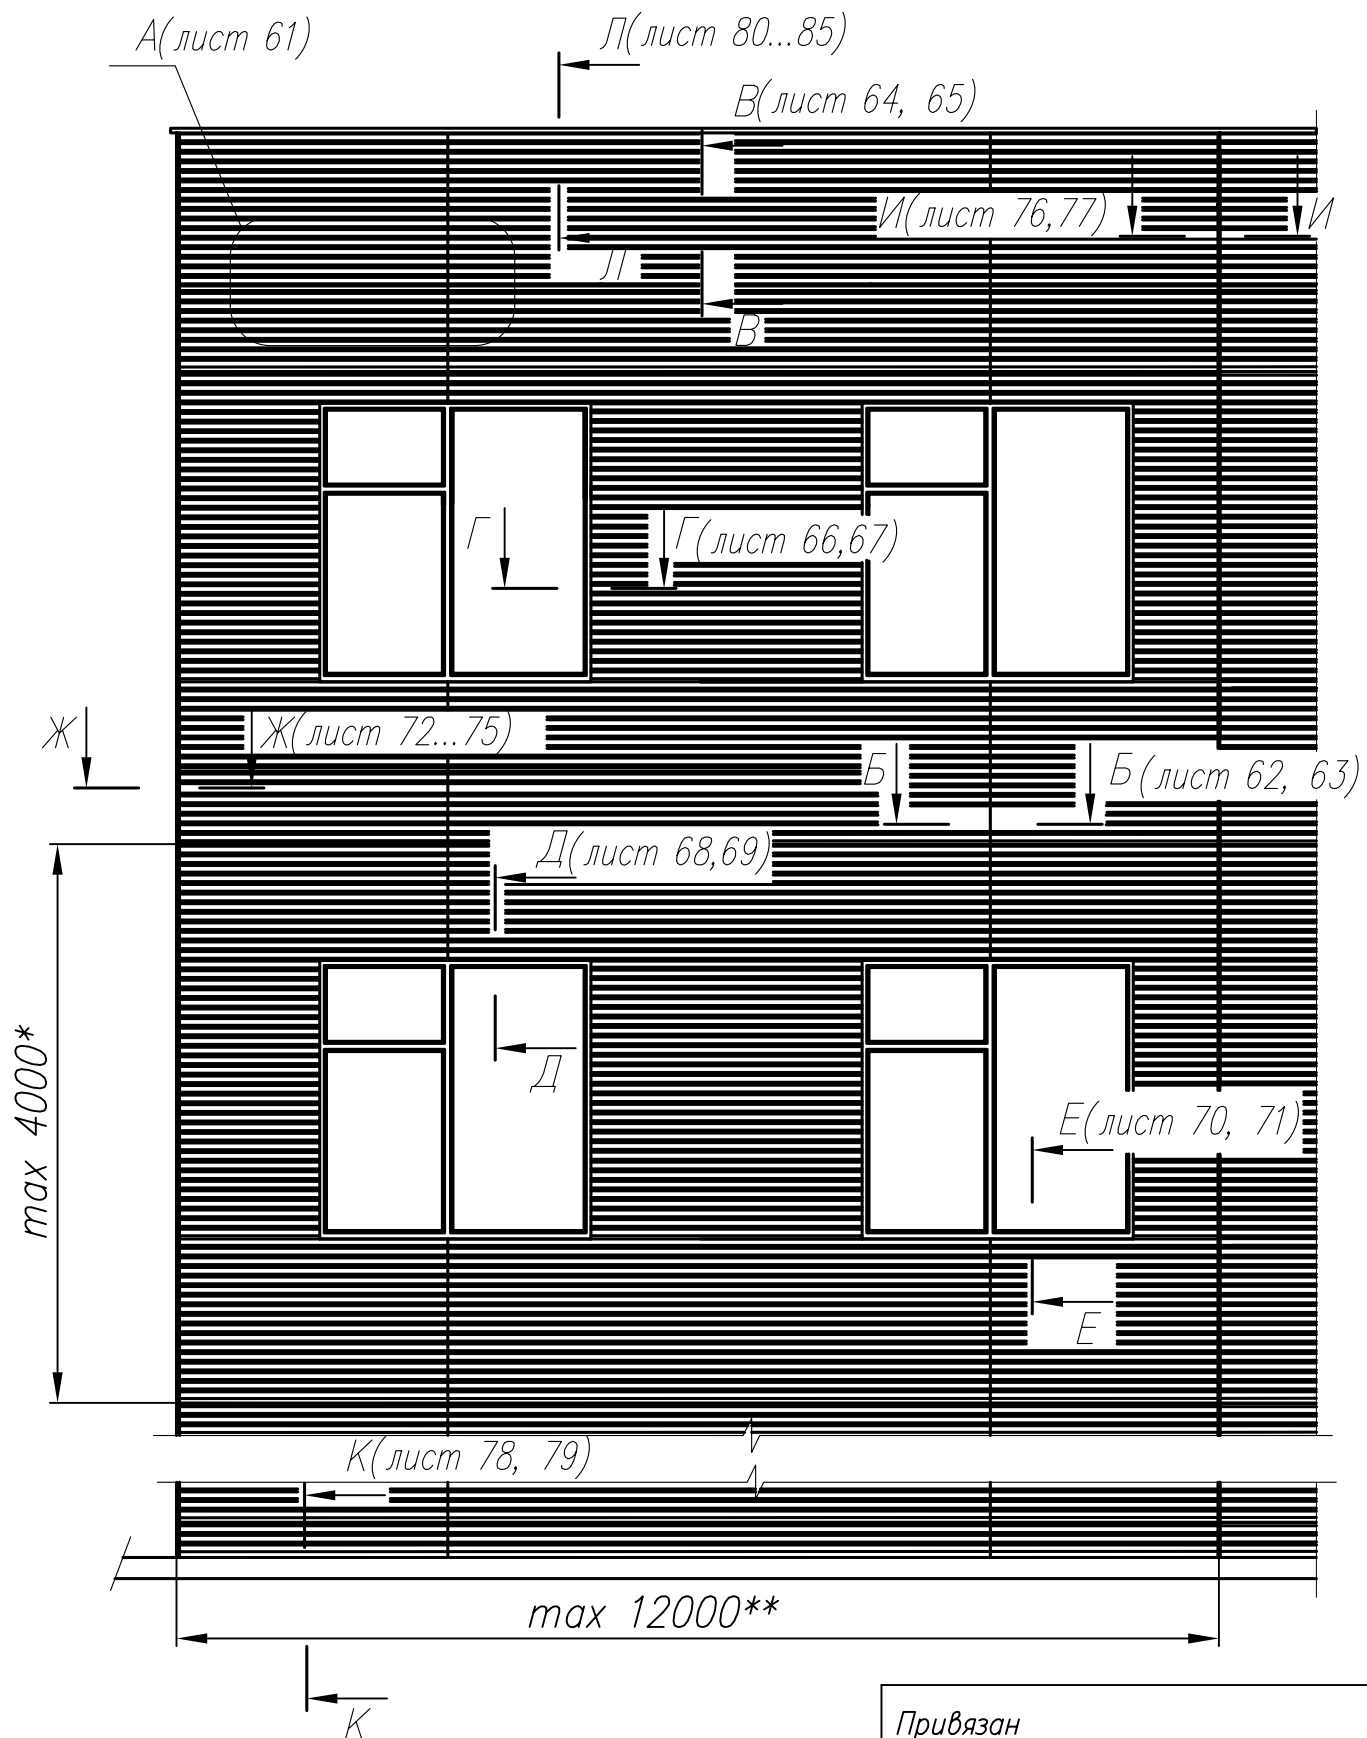 А(лист 61)
Л(лист 80...85)
В(лист 64, 65)
И(лист 76,77)
И
Л
В
Г
Г(лист 66,67)
Ж
Ж(лист 72...75)
Б
Б(лист 62, 63)
Д(лист 68,69)
Д
max 4000*
Е(лист 70, 71)
Е
К(лист 78, 79)
max 12000**
К
Привязан